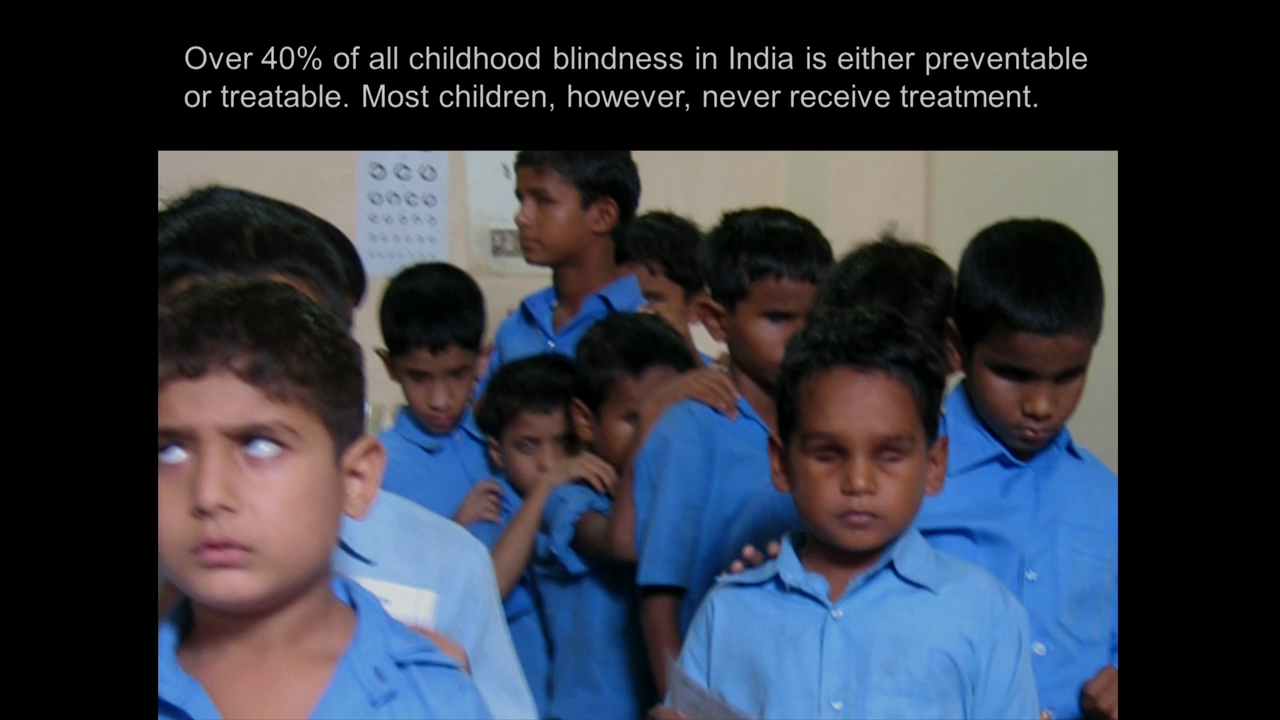 Over 40% of all childhood blindness in India is either preventable
or treatable. Most children, however, never receive treatment.